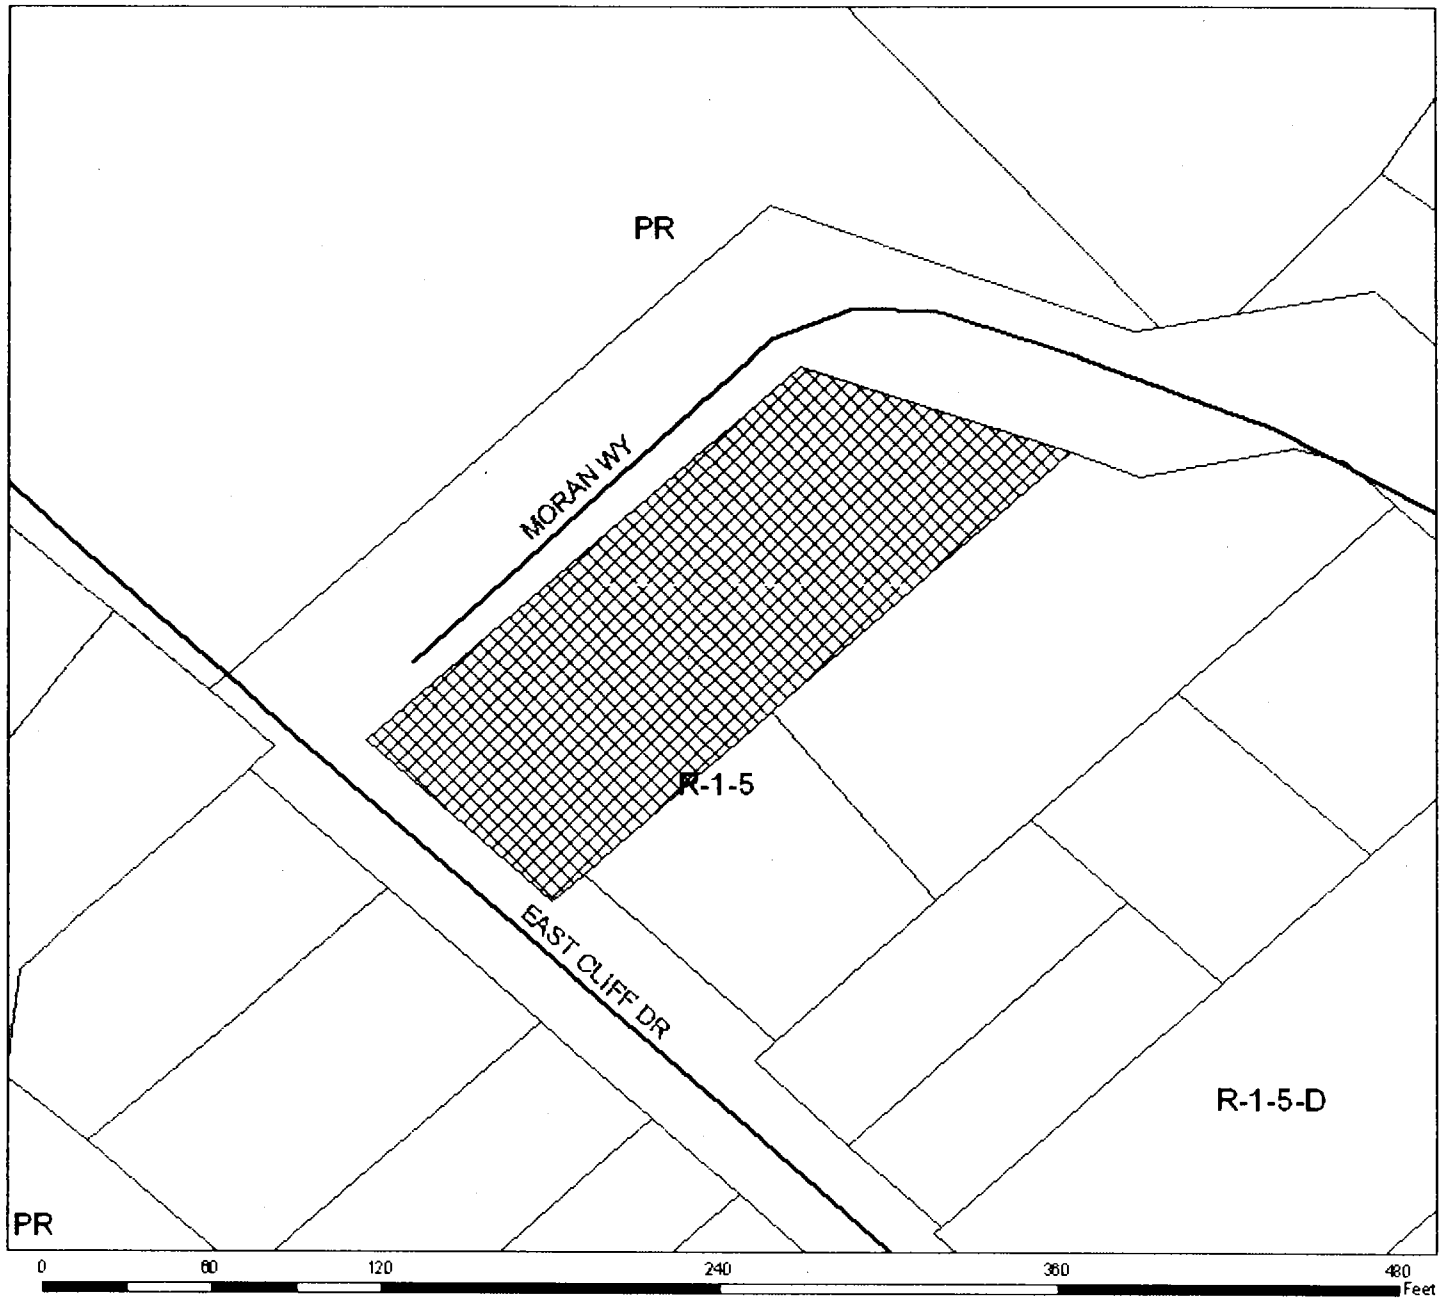 PR
MORAN WY
R-1-5
EAST CLIFF DR
R-1-5-D
PR
0 60 120 240 360 480
Feet